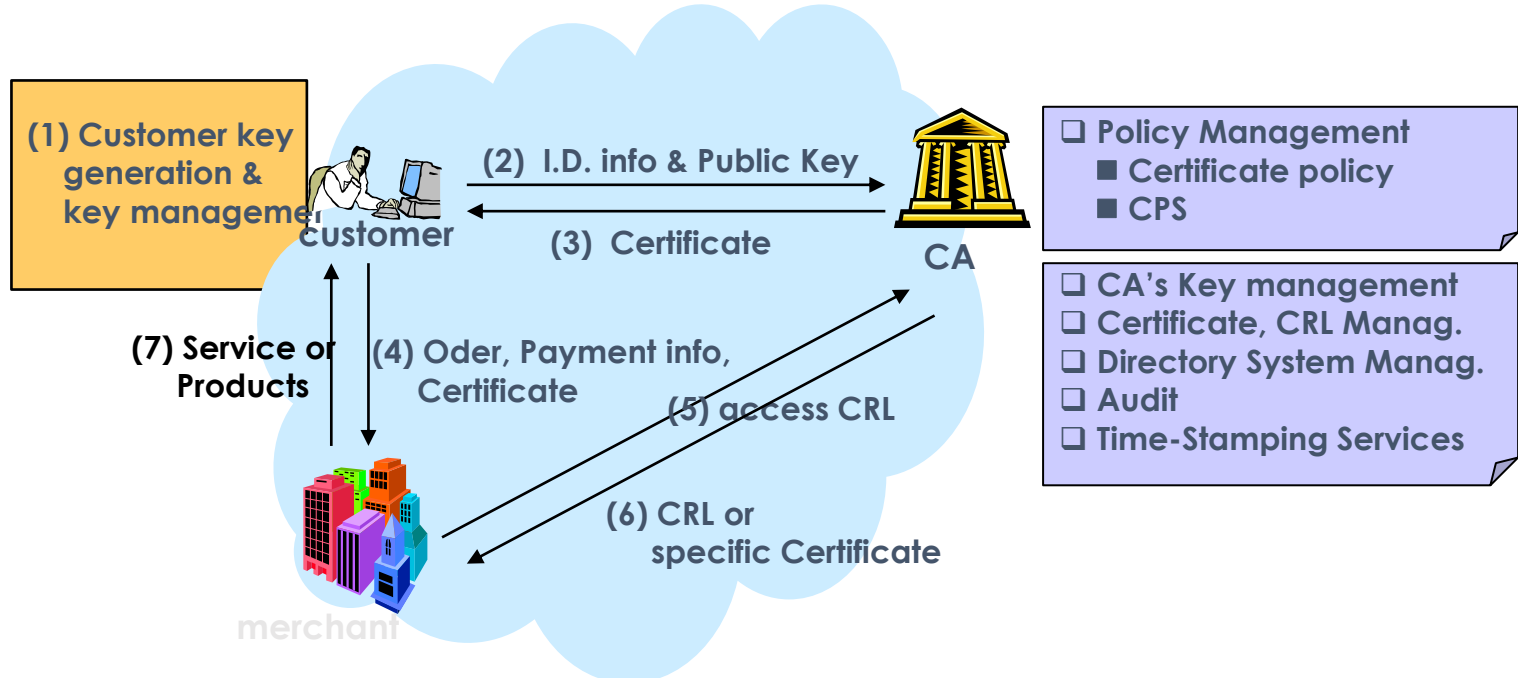 (1) Customer key
generation &
key managemen
customer
(2) I.D. info & Public Key
(3) Certificate
CA
(7) Service or
Products
(4) Oder, Payment info,
Certificate
(5) access CRL
(6) CRL or
specific Certificate
merchant
❑ Policy Management
■ Certificate policy
■ CPS
❑ CA’s Key management
❑ Certificate, CRL Manag.
❑ Directory System Manag.
❑ Audit
❑ Time-Stamping Services